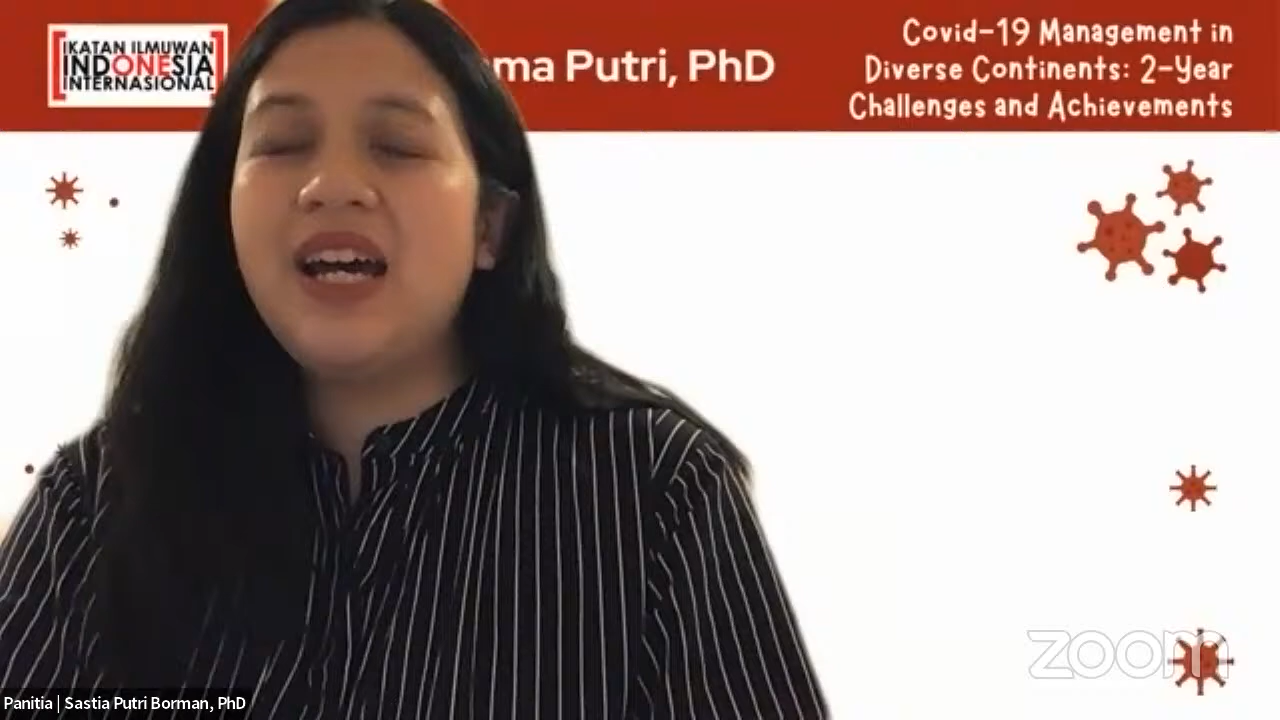 IKATAN ILMUWAN
INDONESIA
INTERNASIONAL
ma Putri, PhD
Covid-19 Management in
Diverse Continents: 2-Year
Challenges and Achievements
zoom
Panitia | Sastia Putri Borman, PhD